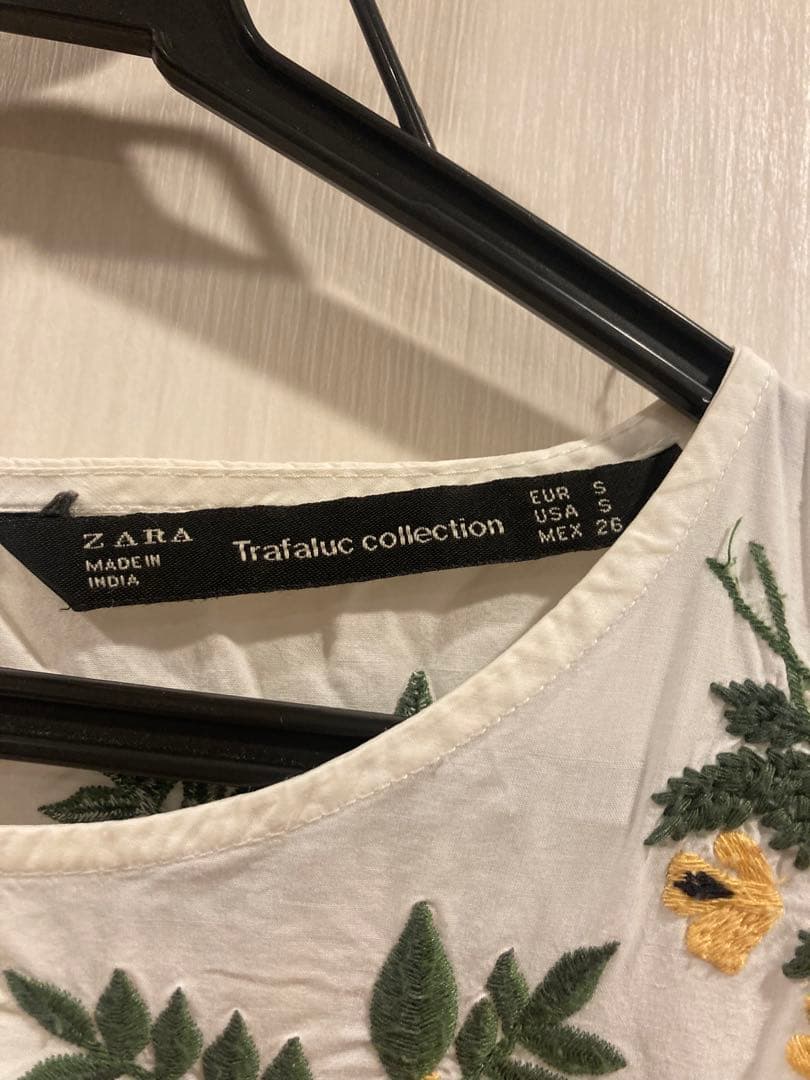 ZARA
MADE IN
INDIA
Trafaluc collection
EUR S
USA S
MEX 26